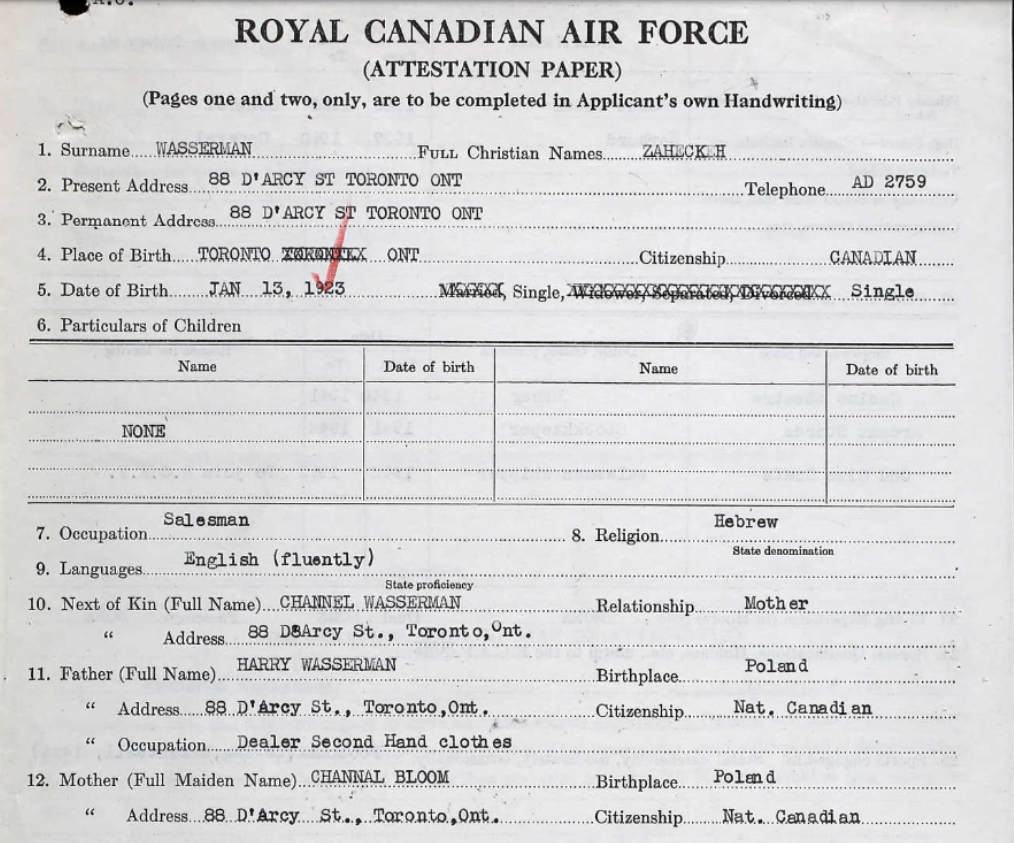 A.C.
ROYAL CANADIAN AIR FORCE
(ATTESTATION PAPER)
(Pages one and two, only, are to be completed in Applicant's own Handwriting)
1. Surname WASSERMAN FULL Christian Names ZAHECKEH
2. Present Address 88 D'ARCY ST TORONTO ONT Telephone AD 2759
3. Permanent Address 88 D'ARCY ST TORONTO ONT
4. Place of Birth TORONTO ONT Citizenship CANADIAN
5. Date of Birth JAN 13, 1923 Married, Single, Widower, Separated, Divorced Single
6. Particulars of Children
Name Date of birth Name Date of birth
NONE
7. Occupation Salesman 8. Religion Hebrew
State denomination
9. Languages English (fluently)
State proficiency
10. Next of Kin (Full Name) CHANNEL WASSERMAN Relationship Mother
" Address 88 D8Arcy St., Toronto, Ont.
11. Father (Full Name) HARRY WASSERMAN Birthplace Poland
" Address 88 D'Arcy St., Toronto, Ont. Citizenship Nat. Canadian
" Occupation Dealer Second Hand clothes
12. Mother (Full Maiden Name) CHANNAL BLOOM Birthplace Poland
" Address 88 D'Arcy St., Toronto, Ont. Citizenship Nat. Canadian